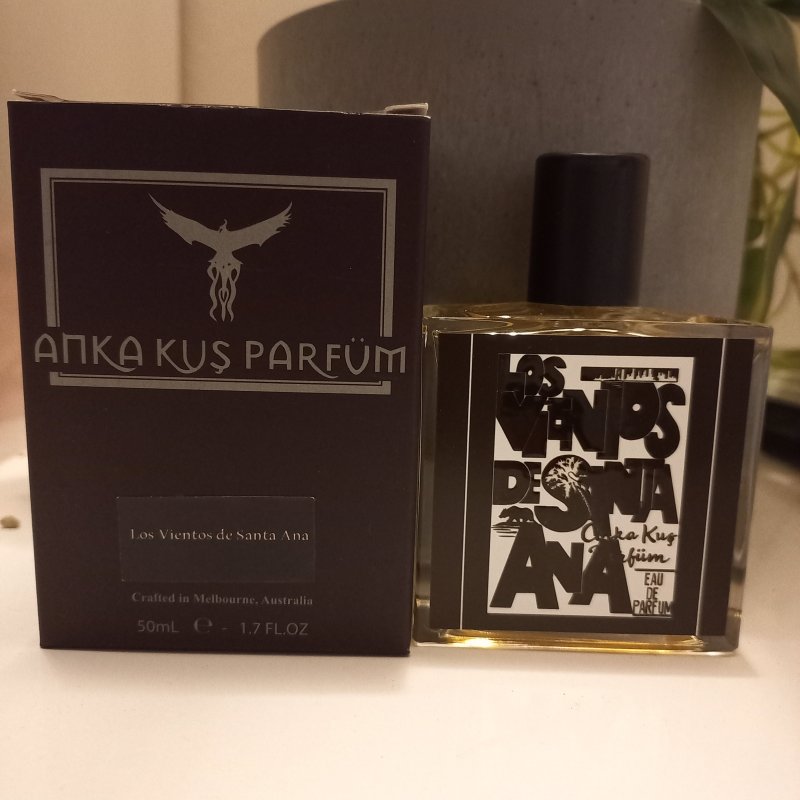 ANKA KUŞ PARFÜM
Los Vientos de Santa Ana
Crafted in Melbourne, Australia
50mL e - 1.7 FL.OZ
LOS
VIENTOS
DE SANTA
ANA
Anka Kuş
Parfüm
EAU
DE
PARFUM